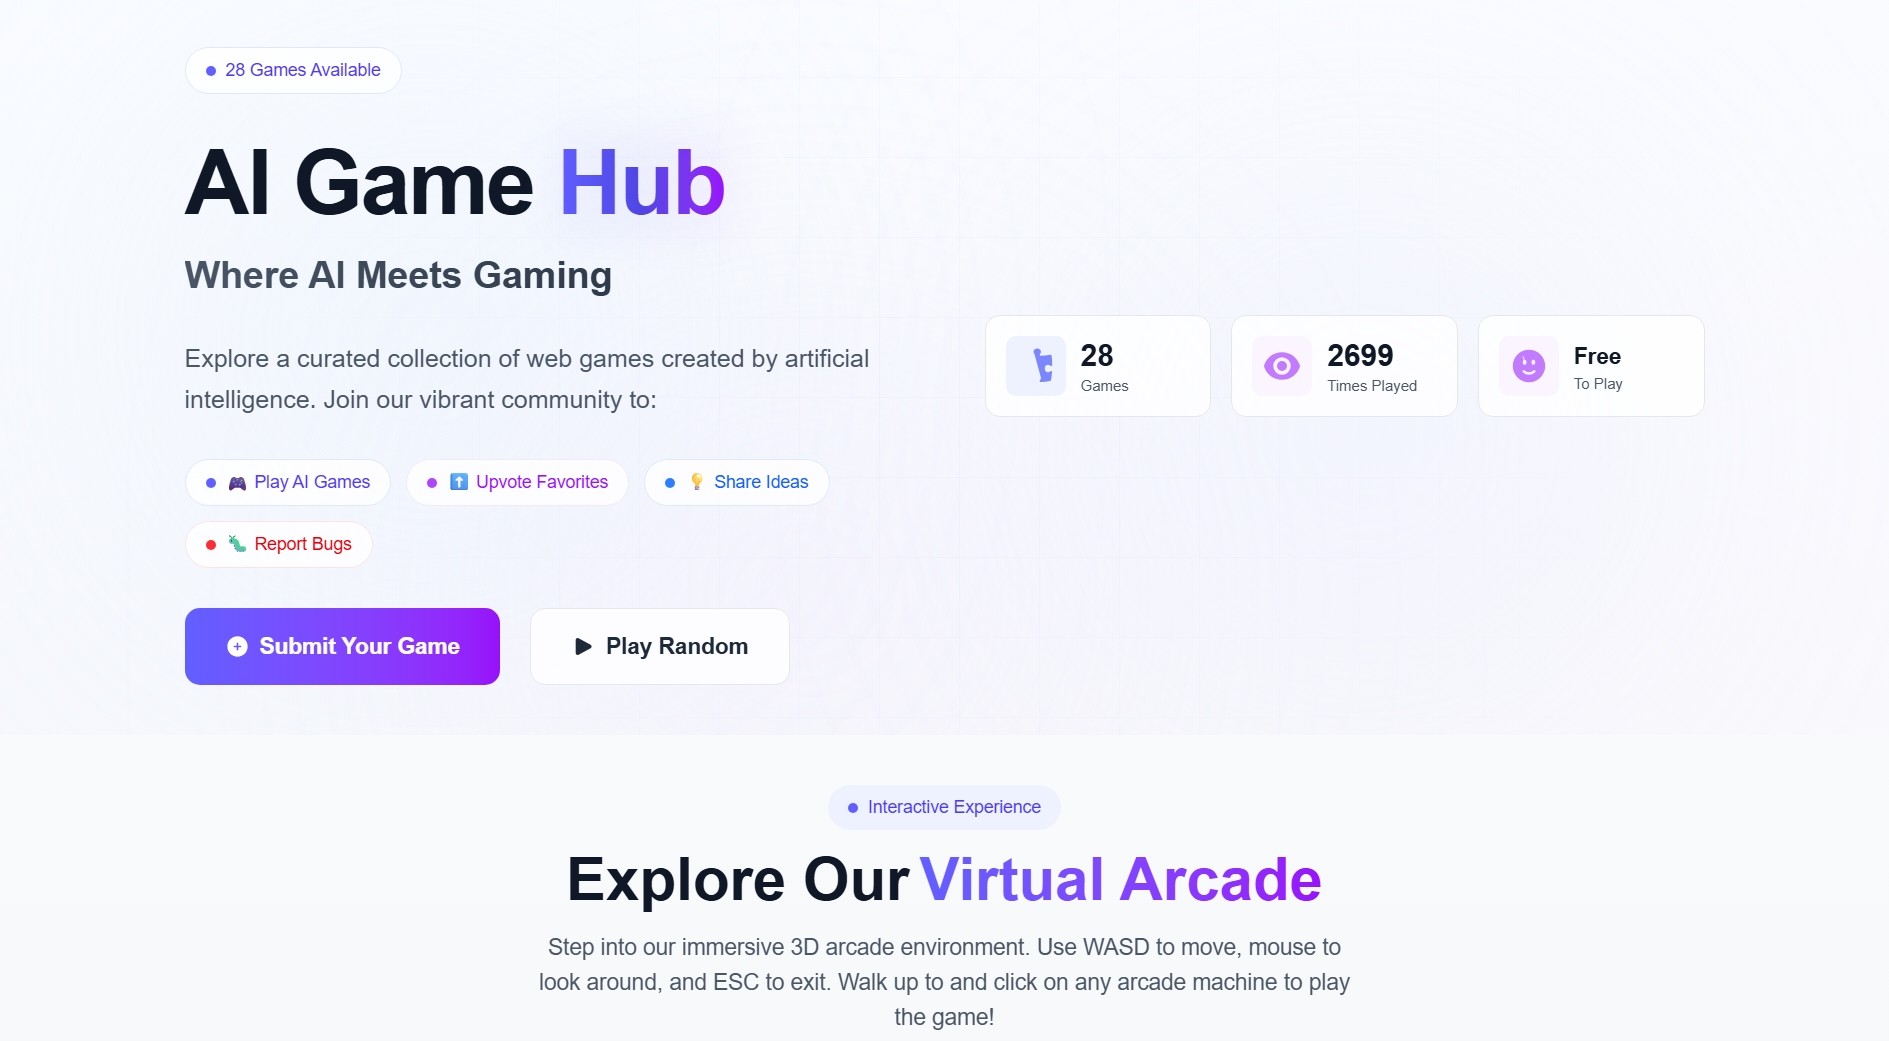 28 Games Available
AI Game Hub
Where AI Meets Gaming
Explore a curated collection of web games created by artificial
intelligence. Join our vibrant community to:
🎮 Play AI Games
⬆️ Upvote Favorites
💡 Share Ideas
🐛 Report Bugs
Submit Your Game
Play Random
28
Games
2699
Times Played
Free
To Play
Interactive Experience
Explore Our Virtual Arcade
Step into our immersive 3D arcade environment. Use WASD to move, mouse to
look around, and ESC to exit. Walk up to and click on any arcade machine to play
the game!